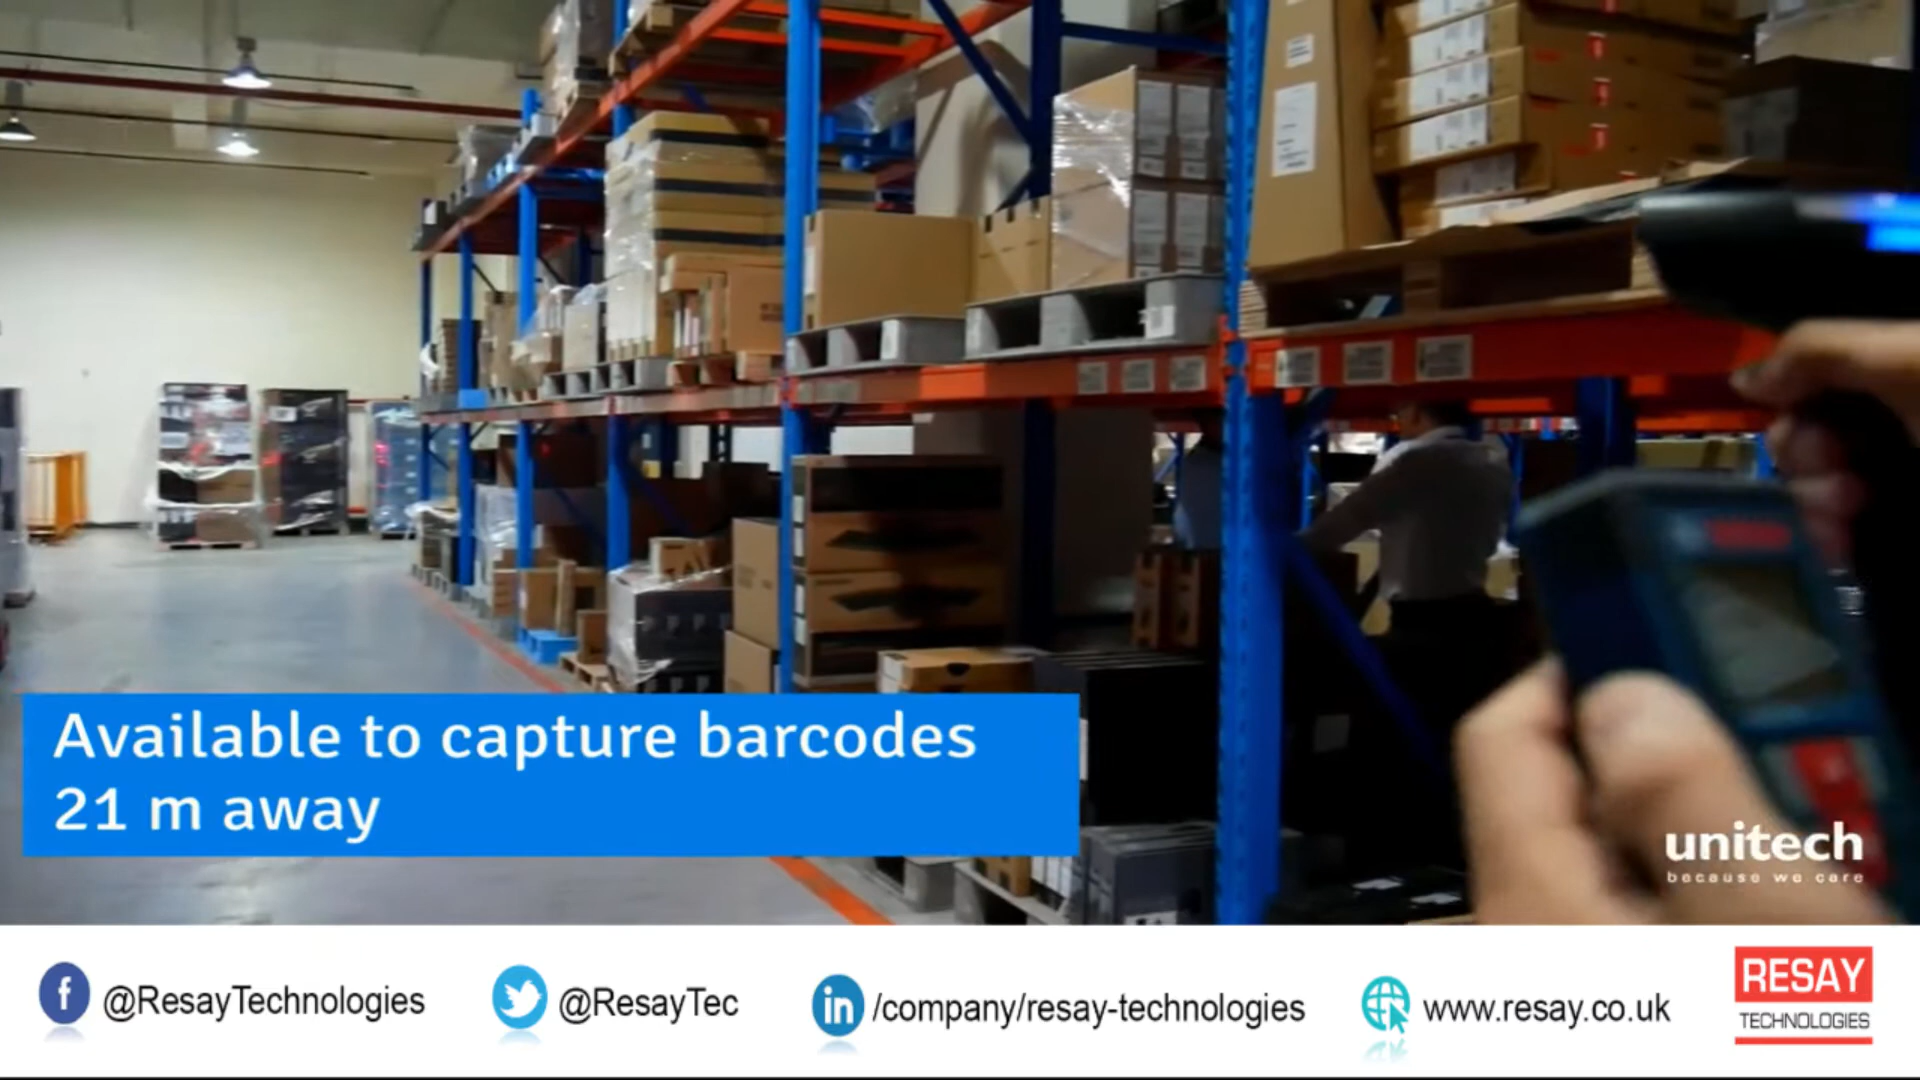 Available to capture barcodes
21 m away
unitech
because we care
@ResayTechnologies
@ResayTec
/company/resay-technologies
www.resay.co.uk
RESAY
TECHNOLOGIES